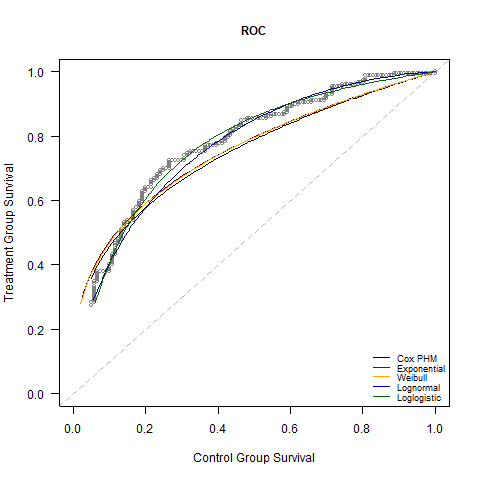 ROC
Treatment Group Survival
1.0
0.8
0.6
0.4
0.2
0.0
0.0 0.2 0.4 0.6 0.8 1.0
Control Group Survival
Cox PHM
Exponential
Weibull
Lognormal
Loglogistic